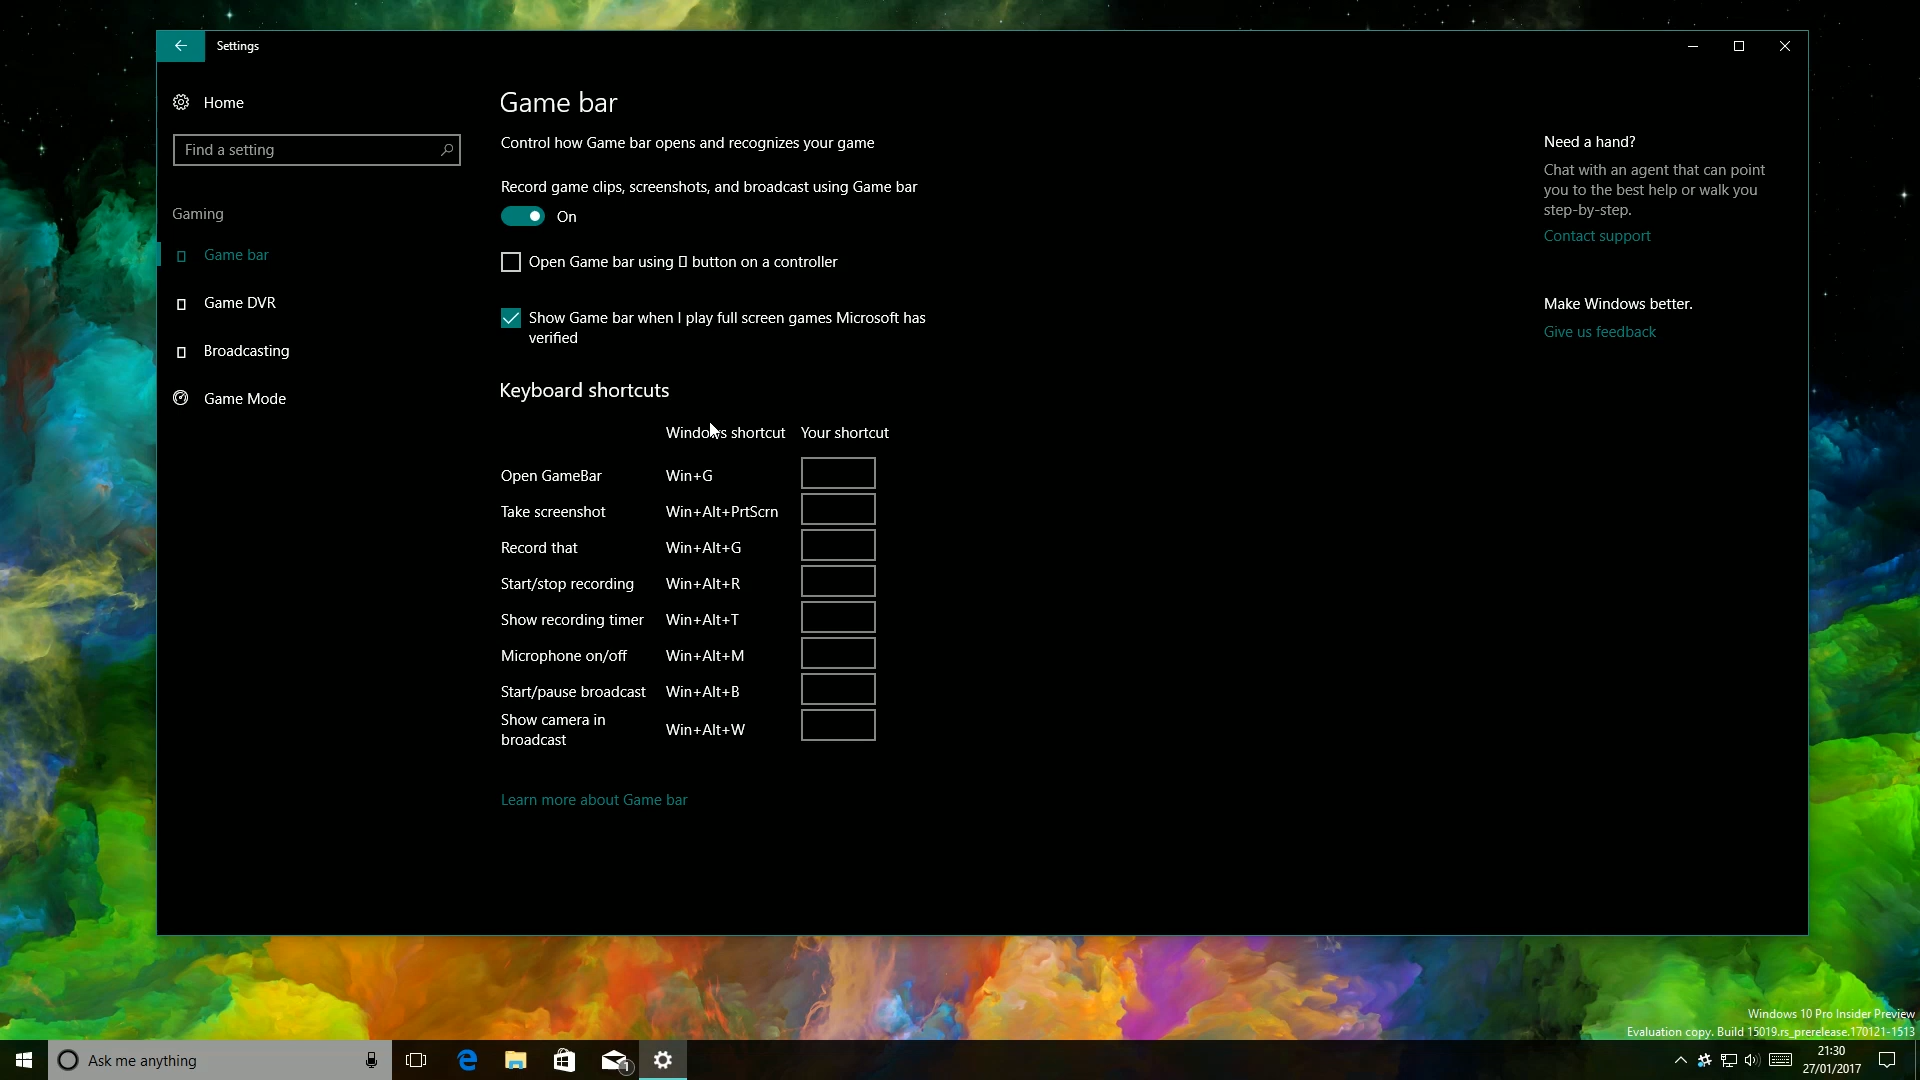 Settings
Home
Find a setting
Gaming
Game bar
Game DVR
Broadcasting
Game Mode
Game bar
Control how Game bar opens and recognizes your game
Record game clips, screenshots, and broadcast using Game bar
On
Open Game bar using ▯ button on a controller
Show Game bar when I play full screen games Microsoft has
verified
Keyboard shortcuts
Windows shortcut Your shortcut
Open GameBar Win+G
Take screenshot Win+Alt+PrtScrn
Record that Win+Alt+G
Start/stop recording Win+Alt+R
Show recording timer Win+Alt+T
Microphone on/off Win+Alt+M
Start/pause broadcast Win+Alt+B
Show camera in
broadcast Win+Alt+W
Learn more about Game bar
Need a hand?
Chat with an agent that can point
you to the best help or walk you
step-by-step.
Contact support
Make Windows better.
Give us feedback
Windows 10 Pro Insider Preview
Evaluation copy. Build 15019.rs_prerelease.170121-1513
Ask me anything
1
21:30
27/01/2017